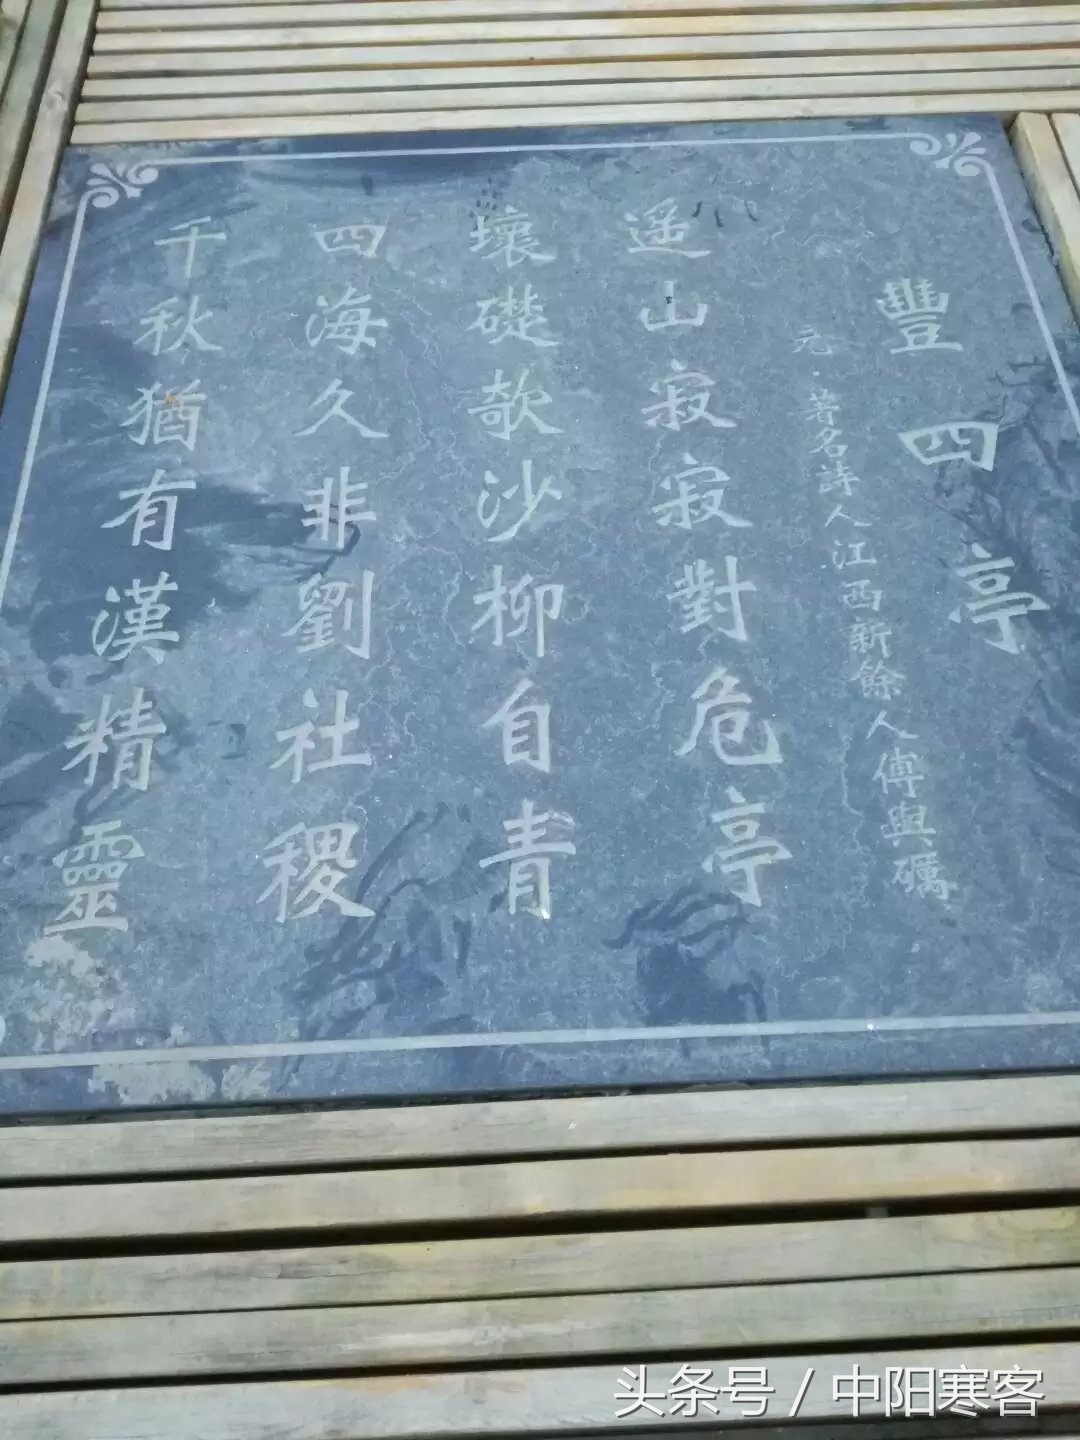 豐四亭
元·著名詩人江西新餘人傅與礪
遥山寂寂對危亭
壞礎欹沙柳自青
四海久非劉社稷
千秋猶有漢精靈
头条号 / 中阳寒客